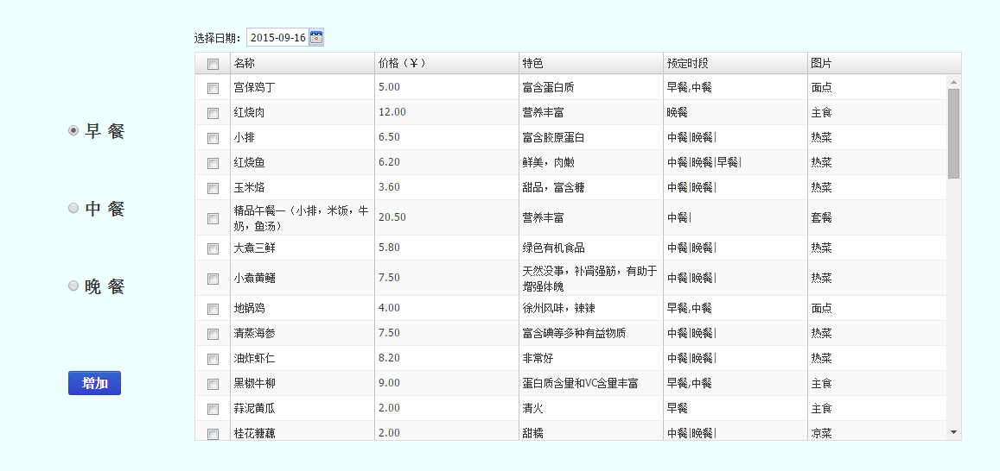 选择日期： 2015-09-16
名称 价格（￥） 特色 预定时段 图片
宫保鸡丁 5.00 富含蛋白质 早餐,中餐 面点
红烧肉 12.00 营养丰富 晚餐 主食
早 餐
小排 6.50 富含胶原蛋白 中餐|晚餐| 热菜
红烧鱼 6.20 鲜美，肉嫩 中餐|晚餐|早餐| 热菜
玉米烙 3.60 甜品，富含糖 中餐|晚餐| 热菜
中 餐
精品午餐一（小排，米饭，牛
奶，鱼汤） 20.50 营养丰富 中餐| 套餐
大煮三鲜 5.80 绿色有机食品 中餐|晚餐| 热菜
晚 餐
小煮黄鳝 7.50 天然没事，补肾强筋，有助于
增强体魄 中餐|晚餐| 热菜
地锅鸡 4.00 徐州风味，辣辣 早餐,中餐 面点
清蒸海参 7.50 富含碘等多种有益物质 中餐|晚餐| 热菜
油炸虾仁 8.20 非常好 中餐|晚餐| 热菜
增加
黑椒牛柳 9.00 蛋白质含量和VC含量丰富 早餐,中餐 主食
蒜泥黄瓜 2.00 清火 早餐 主食
桂花糖藕 2.00 甜糯 中餐|晚餐| 凉菜